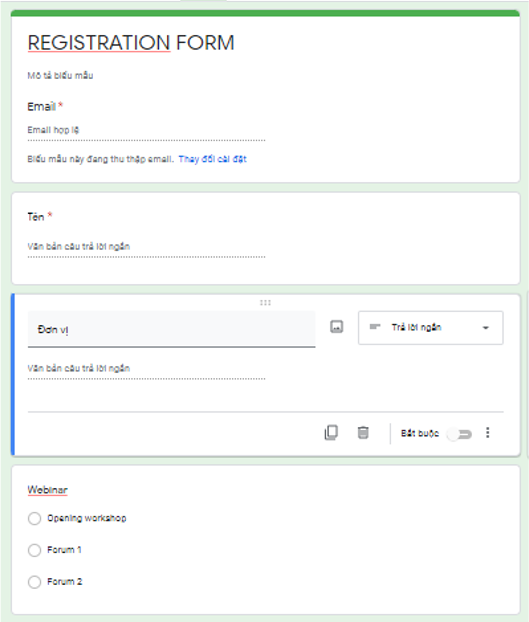 REGISTRATION FORM
Mô tả biểu mẫu
Email *
Email hợp lệ
Biểu mẫu này đang thu thập email. Thay đổi cài đặt
Tên *
Văn bản câu trả lời ngắn
Đơn vị
Trả lời ngắn
Văn bản câu trả lời ngắn
Bắt buộc
Webinar
Opening workshop
Forum 1
Forum 2